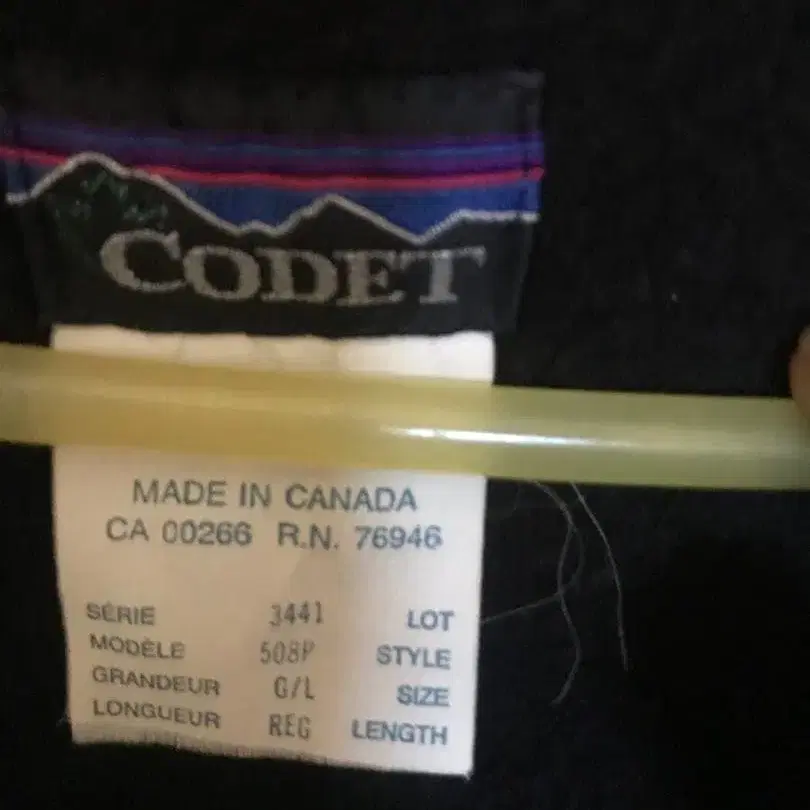 CODET
MADE IN CANADA
CA 00266 R.N. 76946
SÉRIE 3441 LOT
MODÈLE 508P STYLE
GRANDEUR G/L SIZE
LONGUEUR REG LENGTH